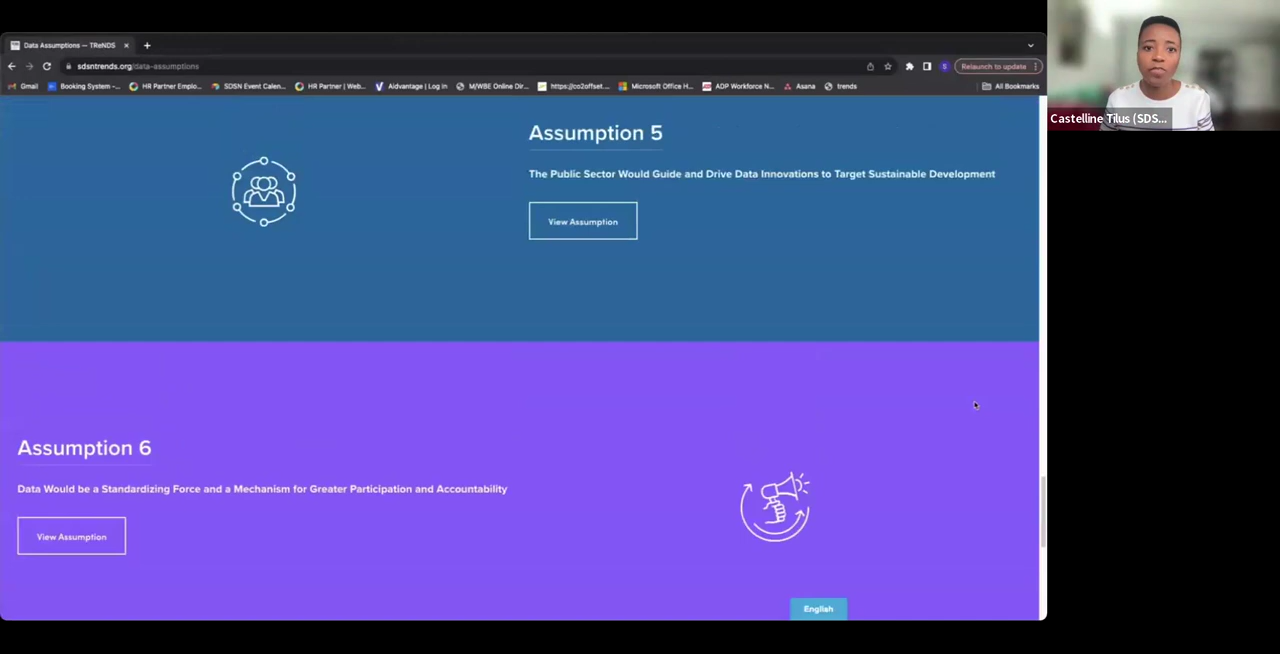 Data Assumptions — TReNDS
sdsntrends.org/data-assumptions
Relaunch to update
Gmail
Booking System -...
HR Partner Emplo...
SDSN Event Calen...
HR Partner | Web...
Aidvantage | Log in
M/WBE Online Dir...
https://co2offset....
Microsoft Office H...
ADP Workforce N...
Asana
trends
All Bookmarks
Castelline Tilus (SDS...
Assumption 5
The Public Sector Would Guide and Drive Data Innovations to Target Sustainable Development
View Assumption
Assumption 6
Data Would be a Standardizing Force and a Mechanism for Greater Participation and Accountability
View Assumption
English